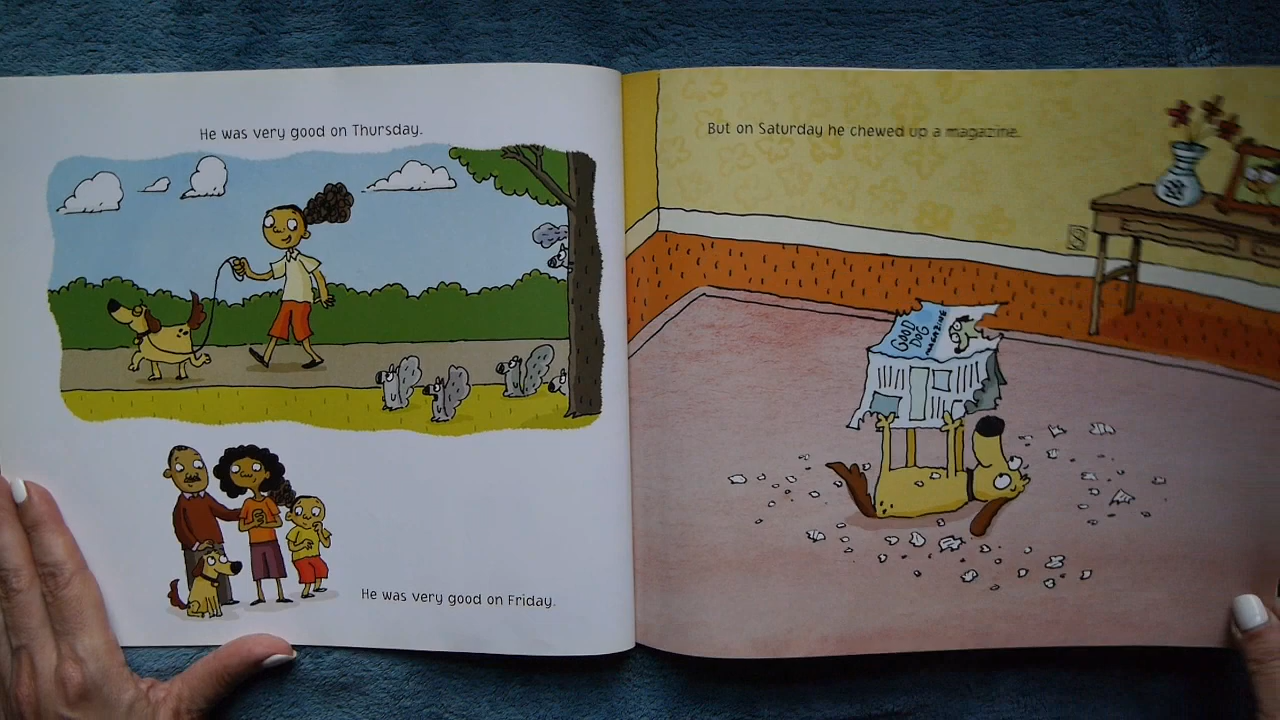 He was very good on Thursday.
He was very good on Friday.
But on Saturday he chewed up a magazine.
GOOD
DOG
MAGAZINE